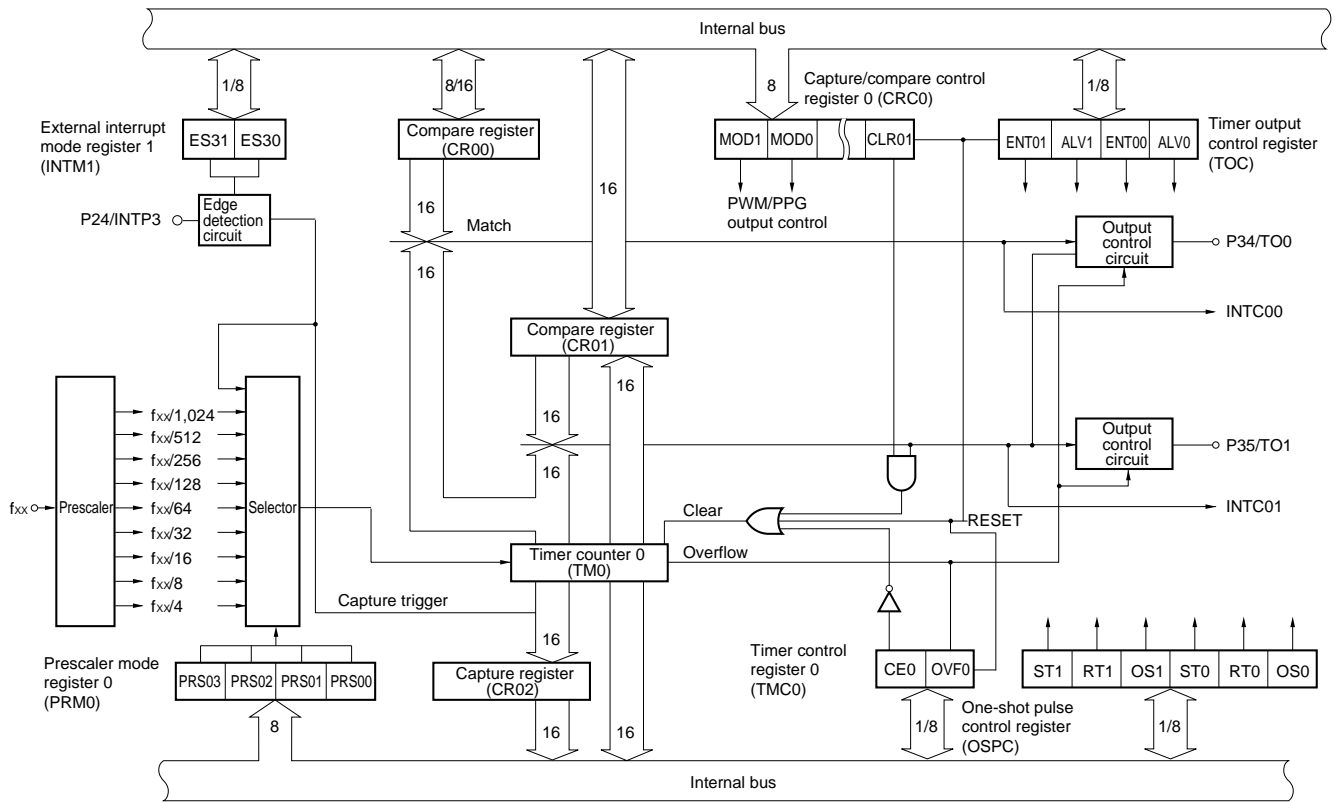 Internal bus
1/8
8/16
8
Capture/compare control
register 0 (CRC0)
1/8
External interrupt
mode register 1
(INTM1)
ES31 ES30
Compare register
(CR00)
16
MOD1 MOD0 CLR01
ENT01 ALV1 ENT00 ALV0
Timer output
control register
(TOC)
PWM/PPG
output control
P24/INTP3
Edge
detection
circuit
16
Match
16
Output
control
circuit
P34/TO0
INTC00
Compare register
(CR01)
16
16
16
Output
control
circuit
P35/TO1
INTC01
fxx
Prescaler
fxx/1,024
fxx/512
fxx/256
fxx/128
fxx/64
fxx/32
fxx/16
fxx/8
fxx/4
Selector
Clear
RESET
Timer counter 0
(TM0)
Overflow
Capture trigger
16
Prescaler mode
register 0
(PRM0)
PRS03 PRS02 PRS01 PRS00
Capture register
(CR02)
Timer control
register 0
(TMC0)
CE0 OVF0
ST1 RT1 OS1 ST0 RT0 OS0
8
16
16
1/8
One-shot pulse
control register
(OSPC)
1/8
Internal bus